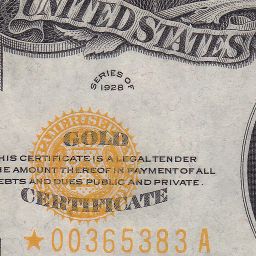 UNITED STATES
SERIES OF
1928
GOLD
HIS CERTIFICATE IS A LEGAL TENDER
AMOUNT THEREOF IN PAYMENT OF ALL
EBTS AND DUES PUBLIC AND PRIVATE.
CERTIFICATE
★00365383A